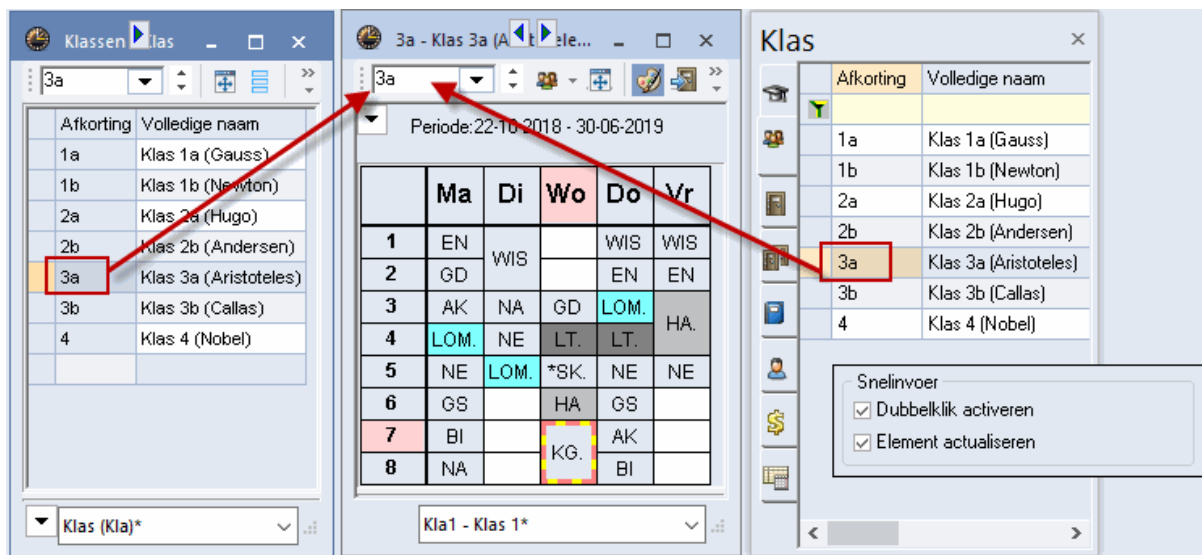 Klassen Klas
3a
Afkorting Volledige naam
1a Klas 1a (Gauss)
1b Klas 1b (Newton)
2a Klas 2a (Hugo)
2b Klas 2b (Andersen)
3a Klas 3a (Aristoteles)
3b Klas 3b (Callas)
4 Klas 4 (Nobel)
Klas (Kla)*
3a - Klas 3a (A t ele...
3a
Periode:22-10-2018 - 30-06-2019
Ma Di Wo Do Vr
1 EN WIS WIS WIS
2 GD EN EN
3 AK NA GD LOM. HA.
4 LOM. NE LT. LT.
5 NE LOM. *SK. NE NE
6 GS HA GS
7 BI KG. AK
8 NA BI
Kla1 - Klas 1*
Klas
Afkorting Volledige naam
1a Klas 1a (Gauss)
1b Klas 1b (Newton)
2a Klas 2a (Hugo)
2b Klas 2b (Andersen)
3a Klas 3a (Aristoteles)
3b Klas 3b (Callas)
4 Klas 4 (Nobel)
Snelinvoer
Dubbelklik activeren
Element actualiseren